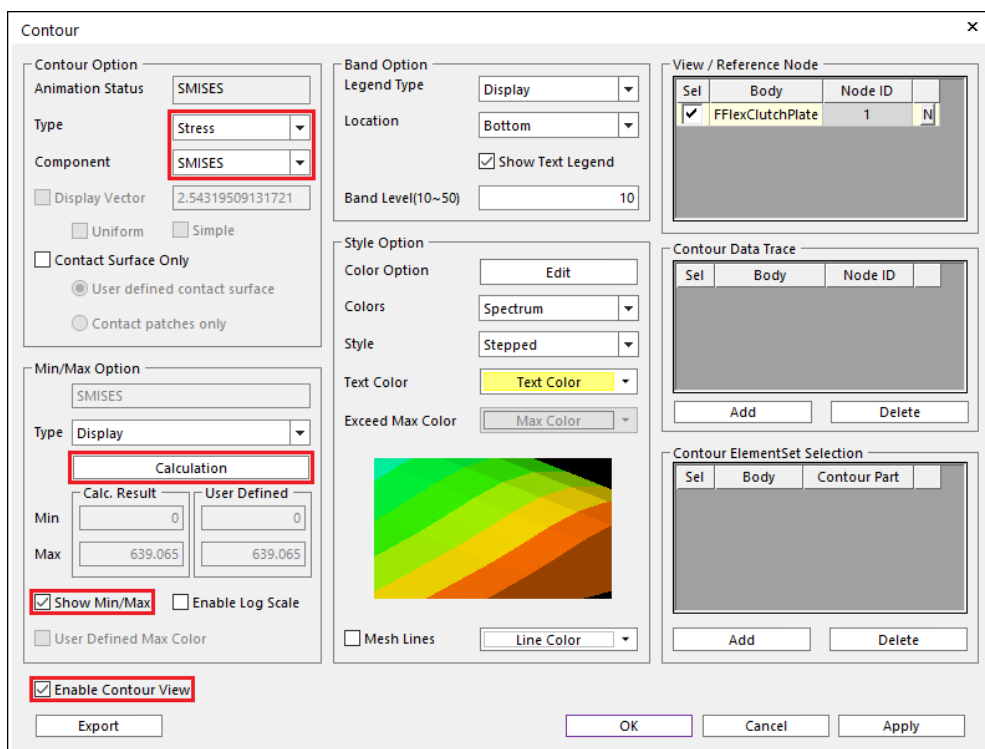 Contour
Contour Option
Animation Status SMISES
Type Stress
Component SMISES
Display Vector 2.54319509131721
Uniform Simple
Contact Surface Only
User defined contact surface
Contact patches only
Min/Max Option
SMISES
Type Display
Calculation
Calc. Result User Defined
Min 0 0
Max 639.065 639.065
Show Min/Max Enable Log Scale
User Defined Max Color
Enable Contour View
Export
Band Option
Legend Type Display
Location Bottom
Show Text Legend
Band Level(10~50) 10
Style Option
Color Option Edit
Colors Spectrum
Style Stepped
Text Color Text Color
Exceed Max Color Max Color
Mesh Lines Line Color
View / Reference Node
Sel Body Node ID
FFlexClutchPlate 1 N
Contour Data Trace
Sel Body Node ID
Add Delete
Contour ElementSet Selection
Sel Body Contour Part
Add Delete
OK Cancel Apply